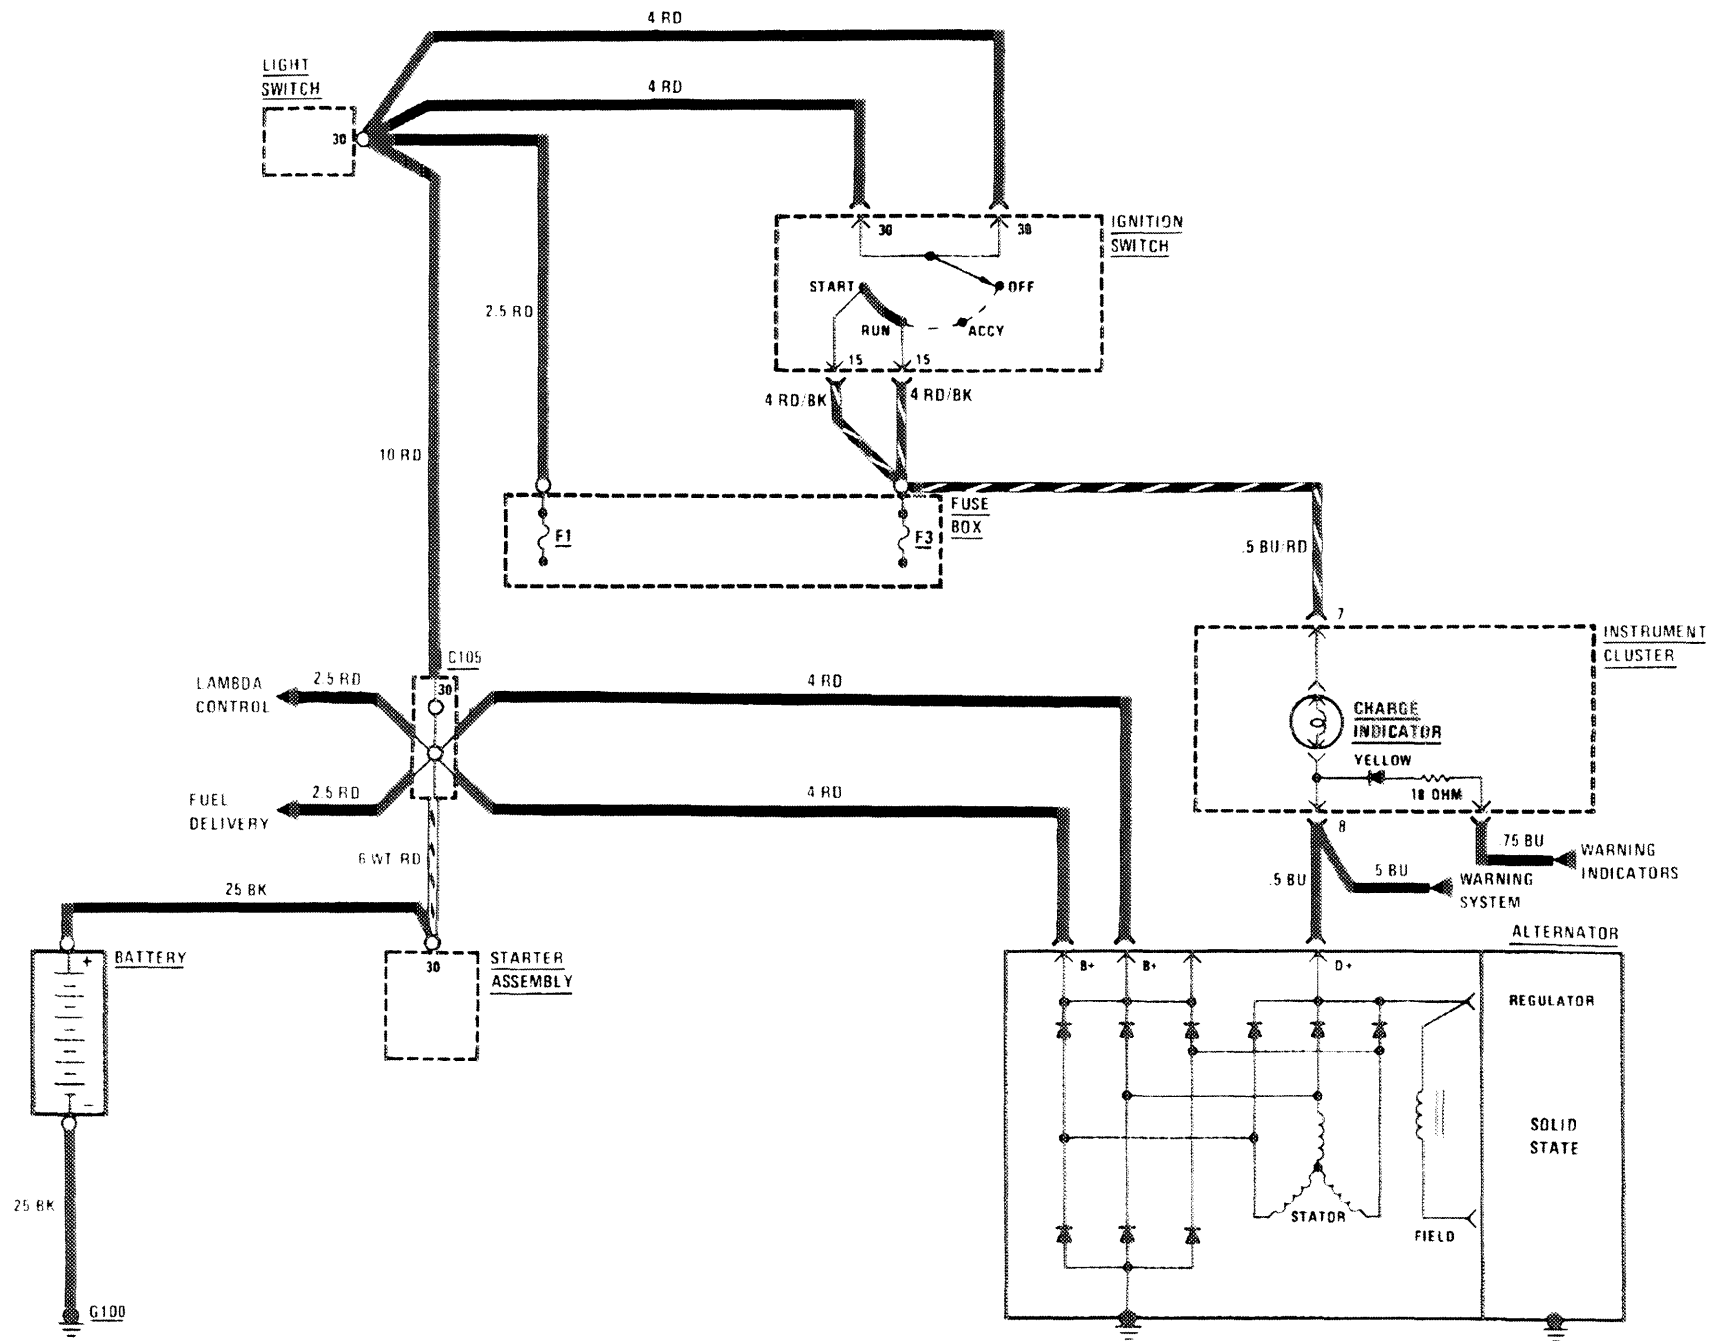 4 RD
LIGHT
SWITCH
4 RD
30
30
30
IGNITION
SWITCH
START
OFF
2.5 RD
RUN
ACCY
15
15
4 RD/BK
4 RD/BK
10 RD
FUSE
BOX
F1
F3
.5 BU/RD
7
INSTRUMENT
CLUSTER
C105
LAMBDA
CONTROL
2.5 RD
30
4 RD
CHARGE
INDICATOR
YELLOW
18 OHM
FUEL
DELIVERY
2.5 RD
4 RD
8
.75 BU
WARNING
INDICATORS
6 WT RD
.5 BU
5 BU
WARNING
SYSTEM
25 BK
ALTERNATOR
BATTERY
+
30
STARTER
ASSEMBLY
B+
B+
D+
REGULATOR
–
SOLID
STATE
25 BK
STATOR
FIELD
G100